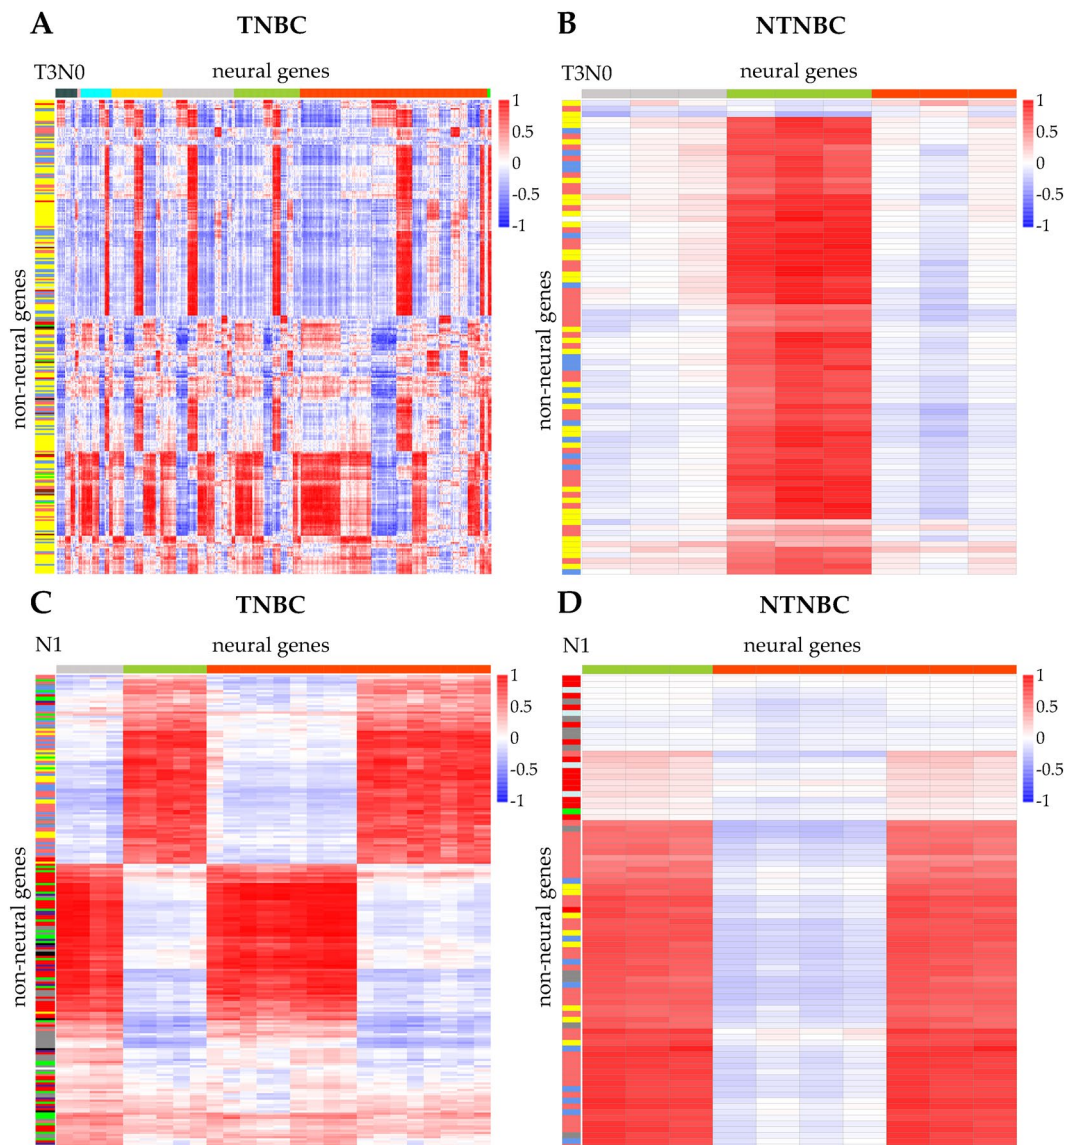 A TNBC
T3N0 neural genes
non-neural genes
1
0.5
0
-0.5
-1
B NTNBC
T3N0 neural genes
non-neural genes
1
0.5
0
-0.5
-1
C TNBC
N1 neural genes
non-neural genes
1
0.5
0
-0.5
-1
D NTNBC
N1 neural genes
non-neural genes
1
0.5
0
-0.5
-1